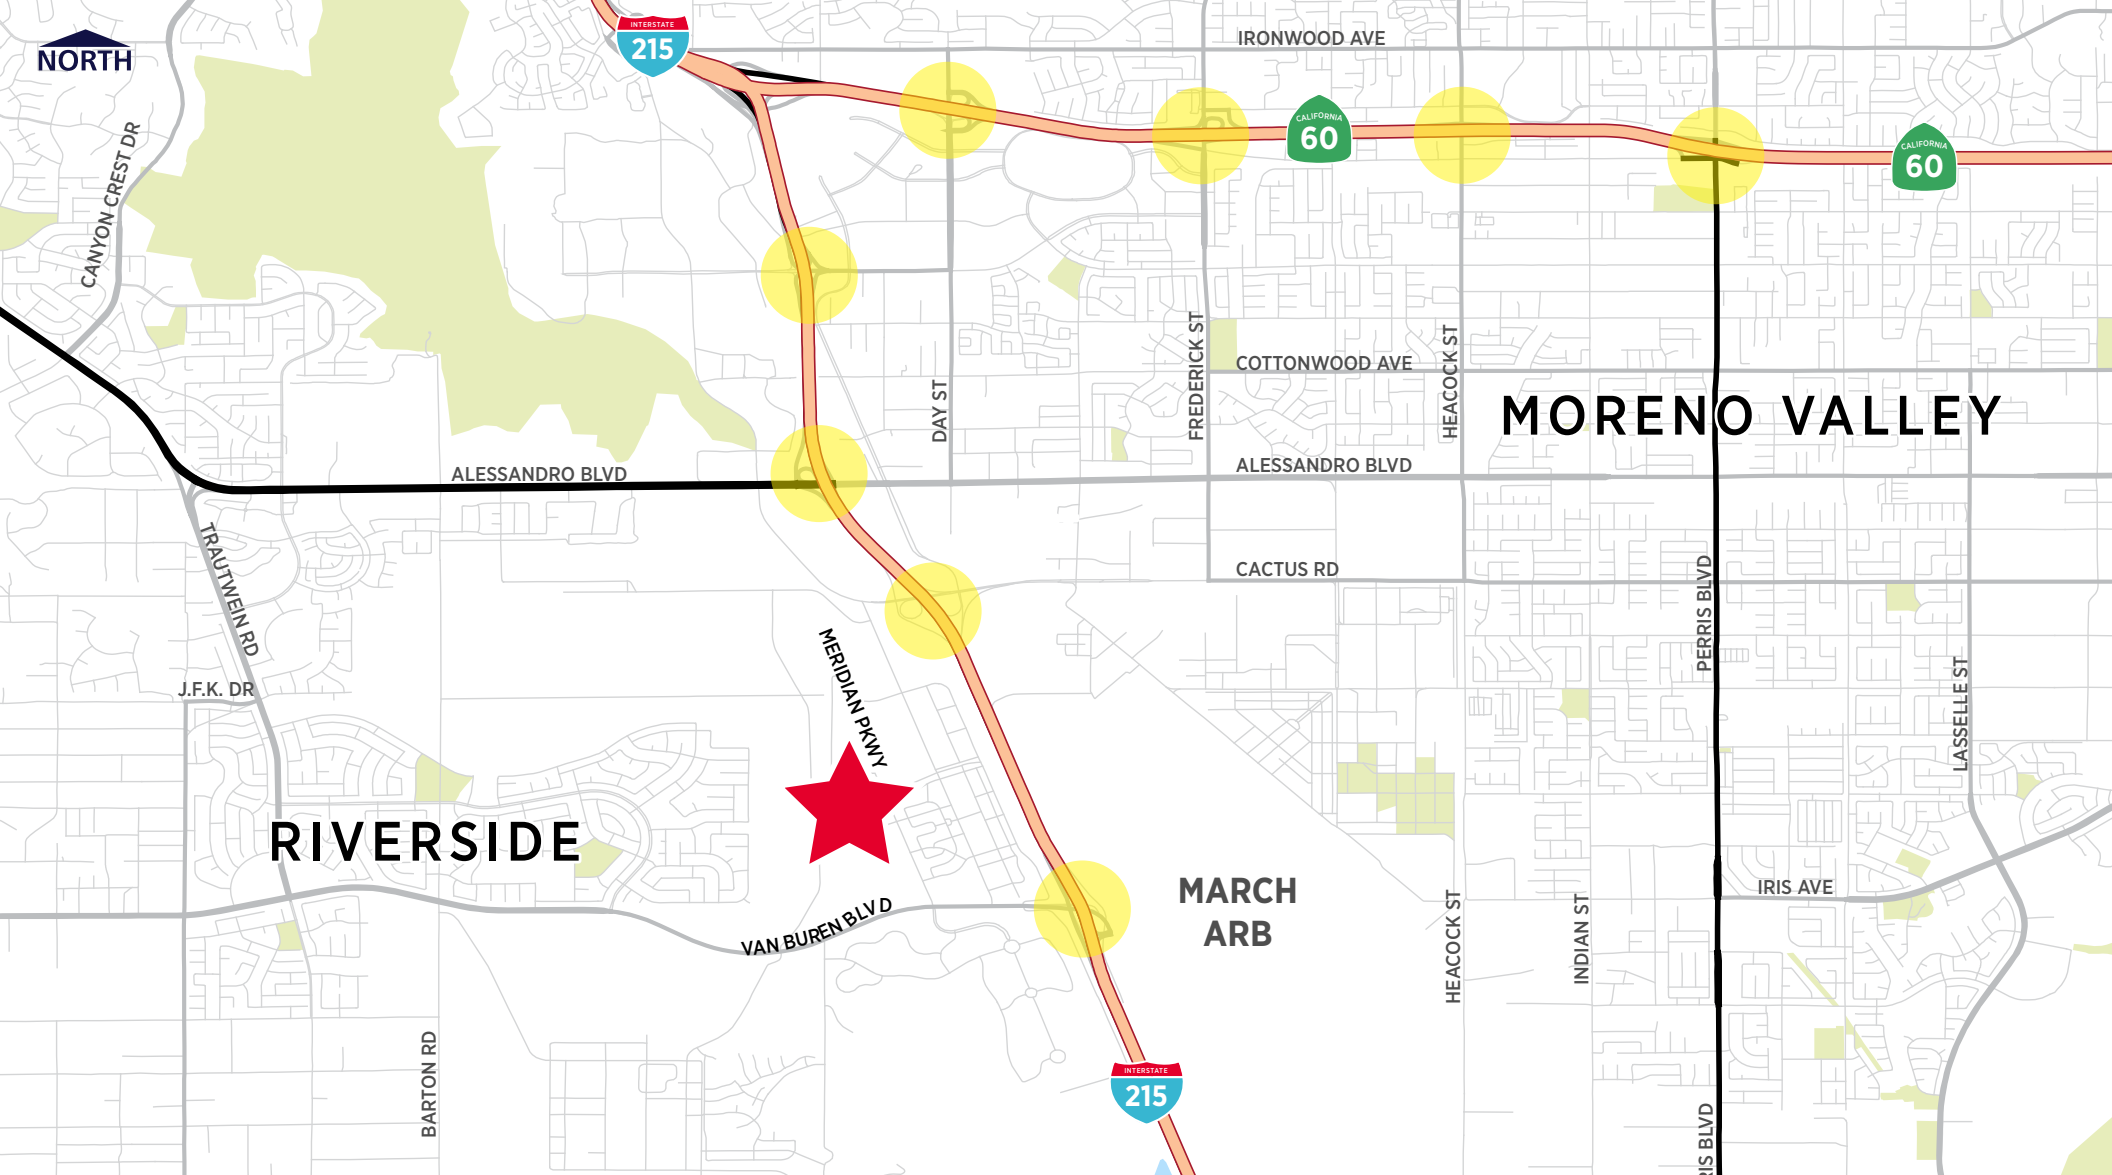 INTERSTATE
215
IRONWOOD AVE
NORTH
CALIFORNIA
60
CALIFORNIA
60
CANYON CREST DR
FREDERICK ST
HEACOCK ST
COTTONWOOD AVE
DAY ST
MORENO VALLEY
ALESSANDRO BLVD
ALESSANDRO BLVD
TRAUTWEIN RD
CACTUS RD
PERRIS BLVD
MERIDIAN PKWY
LASSELLE ST
J.F.K. DR
RIVERSIDE
MARCH
ARB
IRIS AVE
HEACOCK ST
INDIAN ST
VAN BUREN BLVD
BARTON RD
INTERSTATE
215
RIS BLVD